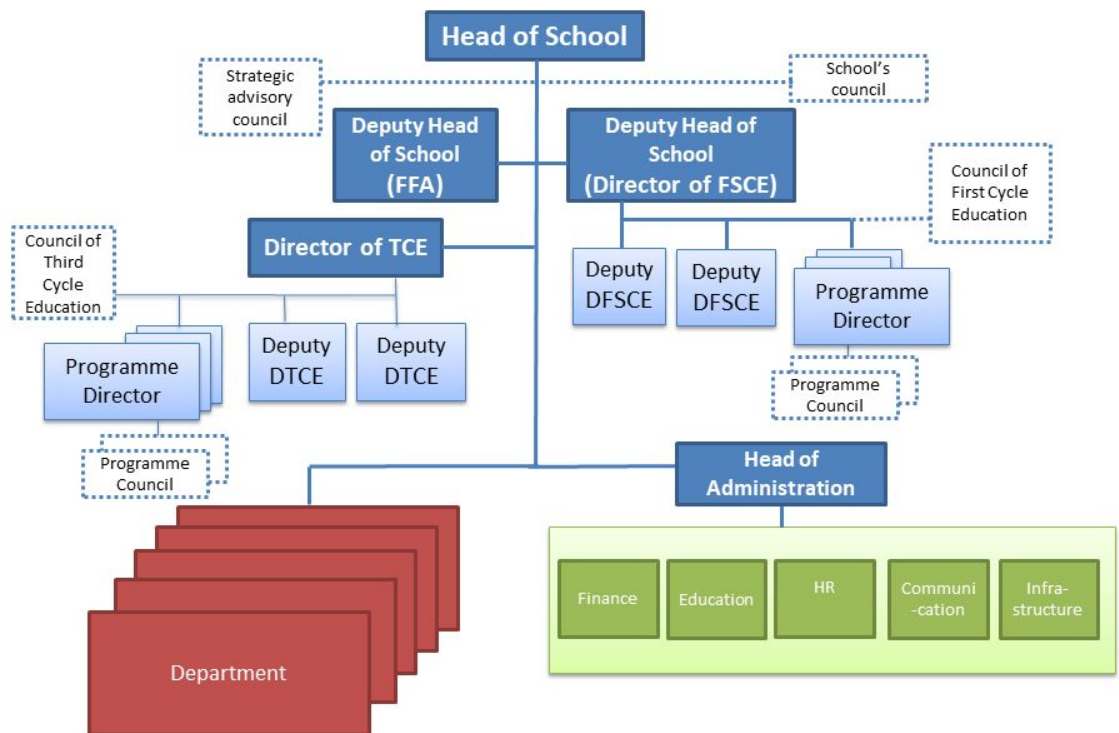 Head of School
Strategic
advisory
council
School's
council
Deputy Head
of School
(FFA)
Deputy Head of
School
(Director of FSCE)
Council of
First Cycle
Education
Council of
Third
Cycle
Education
Director of TCE
Deputy
DFSCE
Deputy
DFSCE
Programme
Director
Programme
Council
Programme
Director
Deputy
DTCE
Deputy
DTCE
Programme
Council
Head of
Administration
Finance
Education
HR
Communi
-cation
Infra-
structure
Department